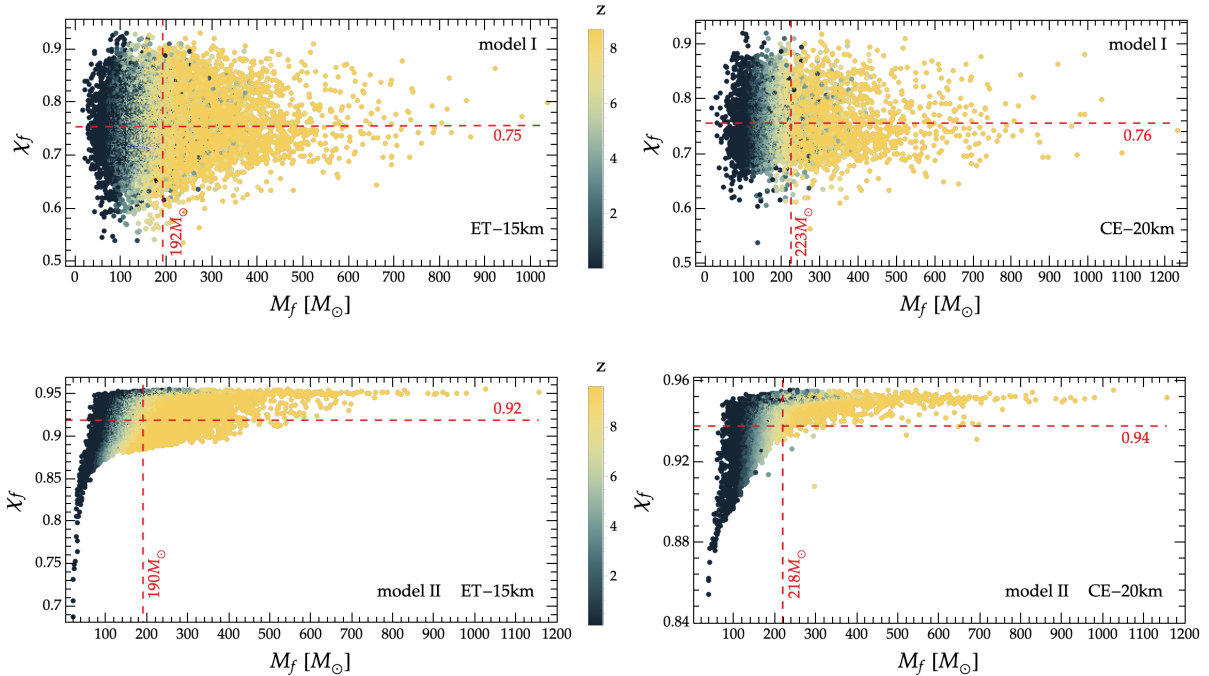 z
model I
0.75
192M⊙
ET−15km
0.9
0.8
0.7
0.6
0.5
χf
0 100 200 300 400 500 600 700 800 900 1000
Mf [M⊙]
8
6
4
2
model I
0.76
223M⊙
CE−20km
0.9
0.8
0.7
0.6
0.5
χf
0 100 200 300 400 500 600 700 800 900 1000 1100 1200
Mf [M⊙]
z
0.92
190M⊙
model II ET−15km
0.95
0.9
0.85
0.8
0.75
0.7
χf
100 200 300 400 500 600 700 800 900 1000 1100 1200
Mf [M⊙]
8
6
4
2
0.94
218M⊙
model II CE−20km
0.96
0.92
0.88
0.84
χf
100 200 300 400 500 600 700 800 900 1000 1100 1200
Mf [M⊙]